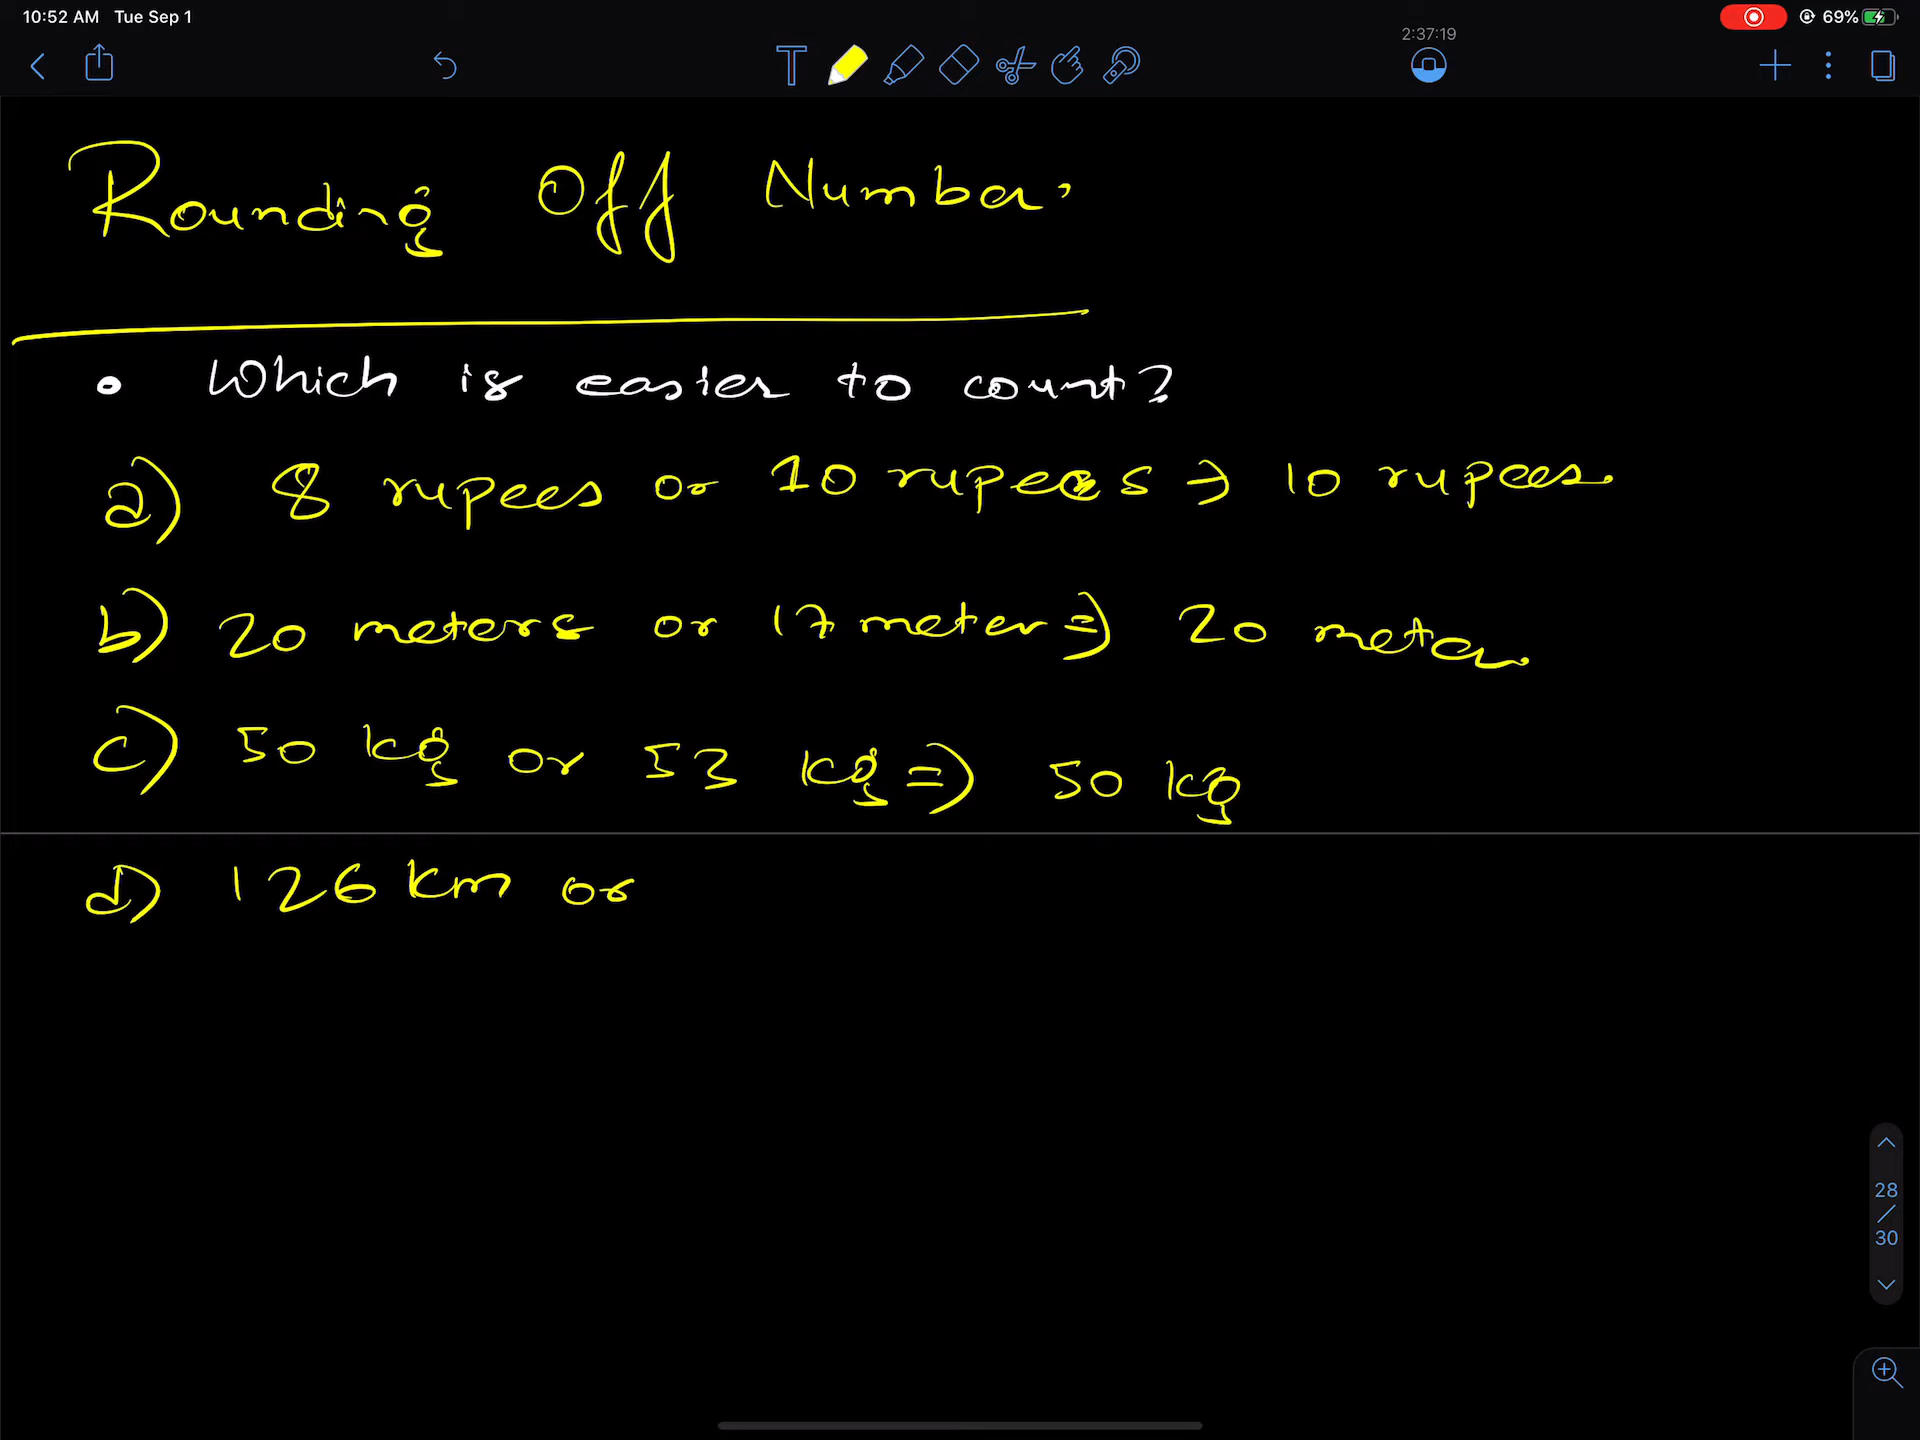 10:52 AM Tue Sep 1
69%
2:37:19
Rounding Off Numbers
• Which is easier to count?
a) 8 rupees or 10 rupees ⇒ 10 rupees.
b) 20 meters or 17 meter ⇒ 20 meter.
c) 50 kg or 53 kg ⇒ 50 kg
d) 126 km or
28
/
30